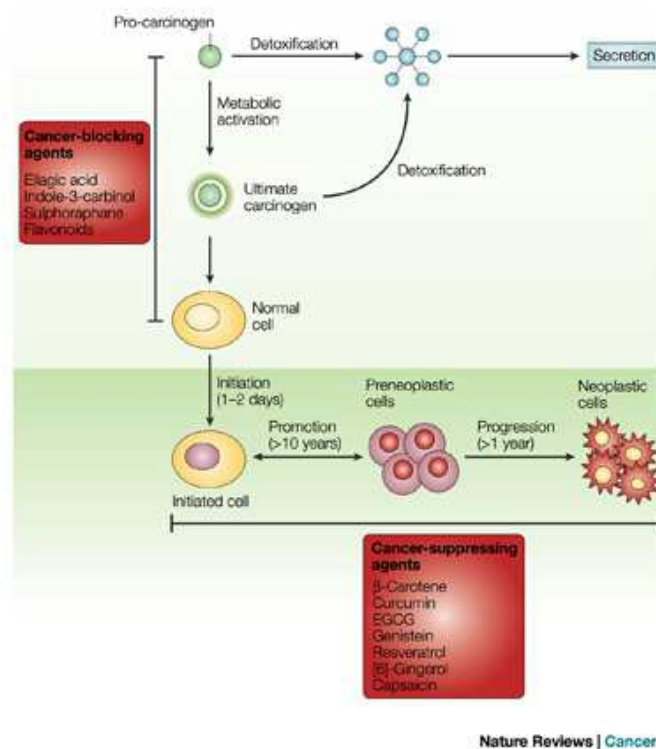 Pro-carcinogen
Detoxification
Secretion
Metabolic
activation
Cancer-blocking
agents
Ellagic acid
Indole-3-carbinol
Sulphoraphane
Flavonoids
Ultimate
carcinogen
Detoxification
Normal
cell
Initiation
(1–2 days)
Preneoplastic
cells
Neoplastic
cells
Promotion
(>10 years)
Progression
(>1 year)
Initiated cell
Cancer-suppressing
agents
β-Carotene
Curcumin
EGCG
Genistein
Resveratrol
[6]-Gingerol
Capsaicin
Nature Reviews | Cancer